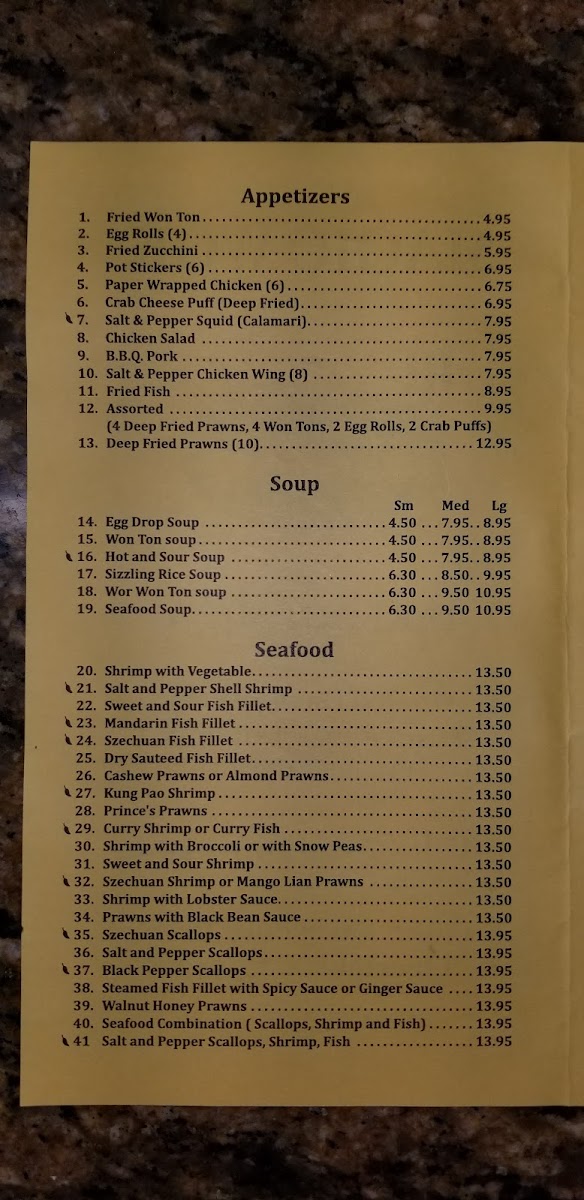 Appetizers
1. Fried Won Ton 4.95
2. Egg Rolls (4) 4.95
3. Fried Zucchini 5.95
4. Pot Stickers (6) 6.95
5. Paper Wrapped Chicken (6) 6.75
6. Crab Cheese Puff (Deep Fried) 6.95
7. Salt & Pepper Squid (Calamari) 7.95
8. Chicken Salad 7.95
9. B.B.Q. Pork 7.95
10. Salt & Pepper Chicken Wing (8) 7.95
11. Fried Fish 8.95
12. Assorted 9.95
(4 Deep Fried Prawns, 4 Won Tons, 2 Egg Rolls, 2 Crab Puffs)
13. Deep Fried Prawns (10) 12.95
Soup
Sm Med Lg
14. Egg Drop Soup 4.50 7.95 8.95
15. Won Ton soup 4.50 7.95 8.95
16. Hot and Sour Soup 4.50 7.95 8.95
17. Sizzling Rice Soup 6.30 8.50 9.95
18. Wor Won Ton soup 6.30 9.50 10.95
19. Seafood Soup 6.30 9.50 10.95
Seafood
20. Shrimp with Vegetable 13.50
21. Salt and Pepper Shell Shrimp 13.50
22. Sweet and Sour Fish Fillet 13.50
23. Mandarin Fish Fillet 13.50
24. Szechuan Fish Fillet 13.50
25. Dry Sauteed Fish Fillet 13.50
26. Cashew Prawns or Almond Prawns 13.50
27. Kung Pao Shrimp 13.50
28. Prince's Prawns 13.50
29. Curry Shrimp or Curry Fish 13.50
30. Shrimp with Broccoli or with Snow Peas 13.50
31. Sweet and Sour Shrimp 13.50
32. Szechuan Shrimp or Mango Lian Prawns 13.50
33. Shrimp with Lobster Sauce 13.50
34. Prawns with Black Bean Sauce 13.50
35. Szechuan Scallops 13.95
36. Salt and Pepper Scallops 13.95
37. Black Pepper Scallops 13.95
38. Steamed Fish Fillet with Spicy Sauce or Ginger Sauce 13.95
39. Walnut Honey Prawns 13.95
40. Seafood Combination ( Scallops, Shrimp and Fish) 13.95
41 Salt and Pepper Scallops, Shrimp, Fish 13.95